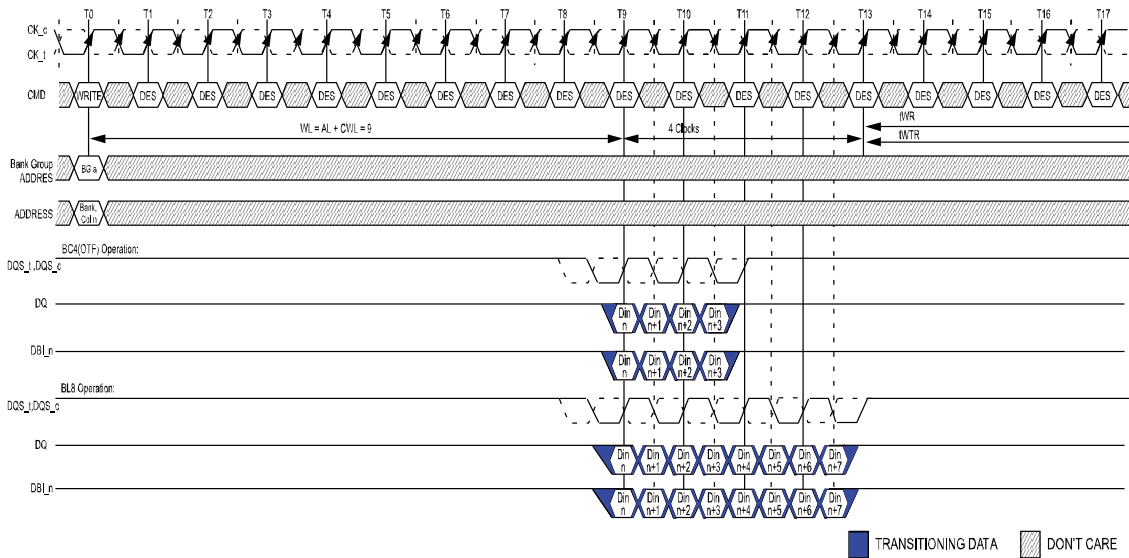 T0 T1 T2 T3 T4 T5 T6 T7 T8 T9 T10 T11 T12 T13 T14 T15 T16 T17
CK_c
CK_t
CMD WRITE DES DES DES DES DES DES DES DES DES DES DES DES DES DES DES DES DES
WL = AL + CWL = 9 4 Clocks tWR
tWTR
Bank Group
ADDRES
BG a
ADDRESS
Bank,
Col n
BC4(OTF) Operation:
DQS_t ,DQS_c
DQ
Din n Din n+1 Din n+2 Din n+3
DBI_n
Din n Din n+1 Din n+2 Din n+3
BL8 Operation:
DQS_t,DQS_c
DQ
Din n Din n+1 Din n+2 Din n+3 Din n+4 Din n+5 Din n+6 Din n+7
DBI_n
Din n Din n+1 Din n+2 Din n+3 Din n+4 Din n+5 Din n+6 Din n+7
TRANSITIONING DATA DON'T CARE